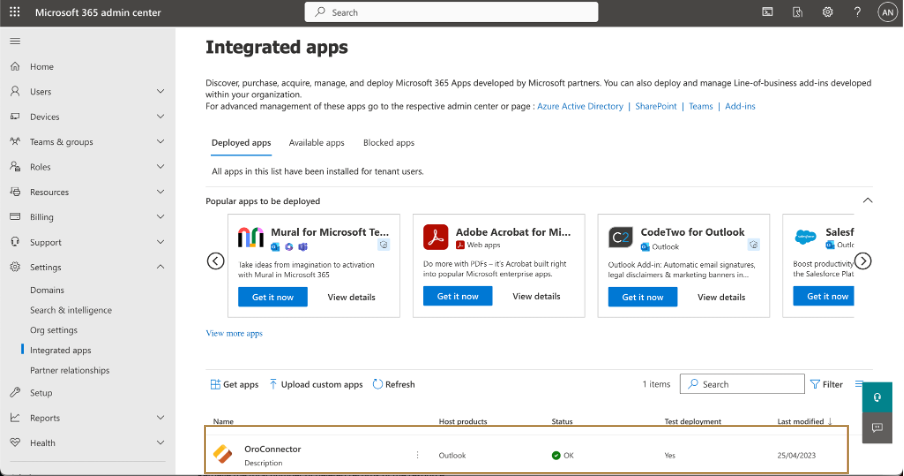 Microsoft 365 admin center
Search
AN
Home
Users
Devices
Teams & groups
Roles
Resources
Billing
Support
Settings
Domains
Search & intelligence
Org settings
Integrated apps
Partner relationships
Setup
Reports
Health
Integrated apps
Discover, purchase, acquire, manage, and deploy Microsoft 365 Apps developed by Microsoft partners. You can also deploy and manage Line-of-business add-ins developed
within your organization.
For advanced management of these apps go to the respective admin center or page : Azure Active Directory | SharePoint | Teams | Add-ins
Deployed apps Available apps Blocked apps
All apps in this list have been installed for tenant users.
Popular apps to be deployed
Mural for Microsoft Te...
Take ideas from imagination to activation
with Mural in Microsoft 365
Get it now View details
Adobe Acrobat for Mi...
Web apps
Do more with PDFs – it's Acrobat built right
into popular Microsoft enterprise apps.
Get it now View details
C2
CodeTwo for Outlook
Outlook
Outlook Add-in: Automatic email signatures,
legal disclaimers & marketing banners in...
Get it now View details
Salesf
Outlo
Boost productivity
the Salesforce Plat
Get it now
View more apps
Get apps Upload custom apps Refresh 1 items Search Filter
Name Host products Status Test deployment Last modified ↓
OroConnector
Description
Outlook OK Yes 25/04/2023